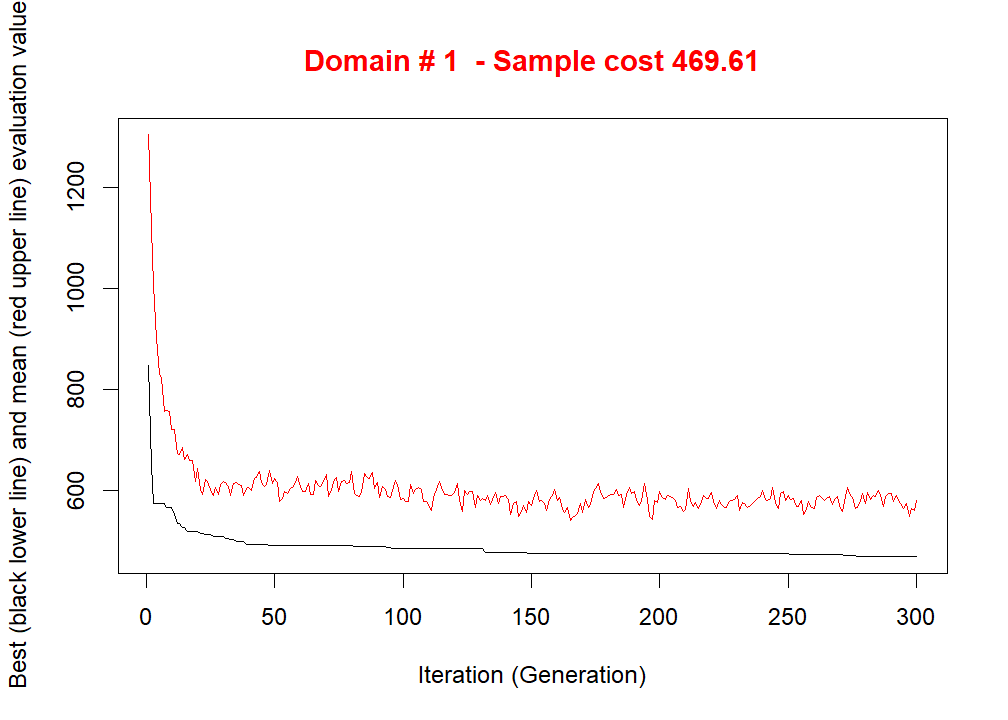 Domain # 1  - Sample cost 469.61
Best (black lower line) and mean (red upper line) evaluation value
1200
1000
800
600
0 50 100 150 200 250 300
Iteration (Generation)